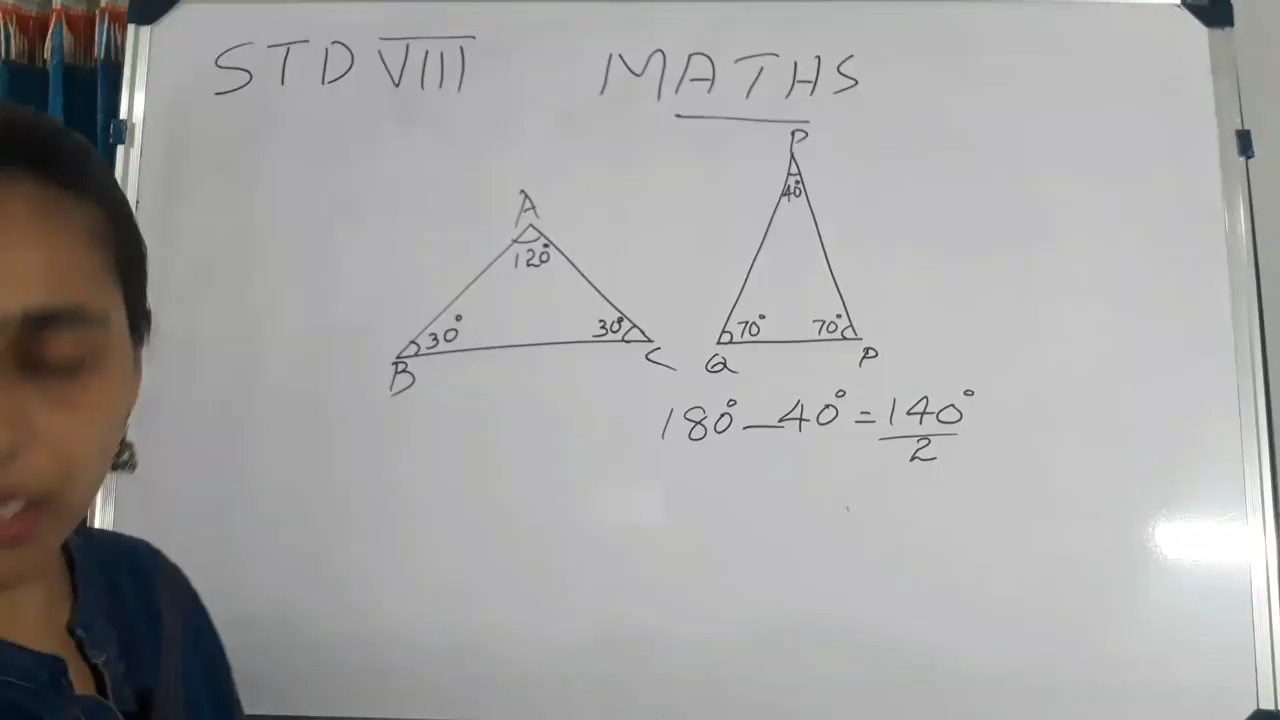 STD VIII MATHS
P
40°
A
120°
30° 30° 70° 70°
B C Q P
180° - 40° = 140°
2